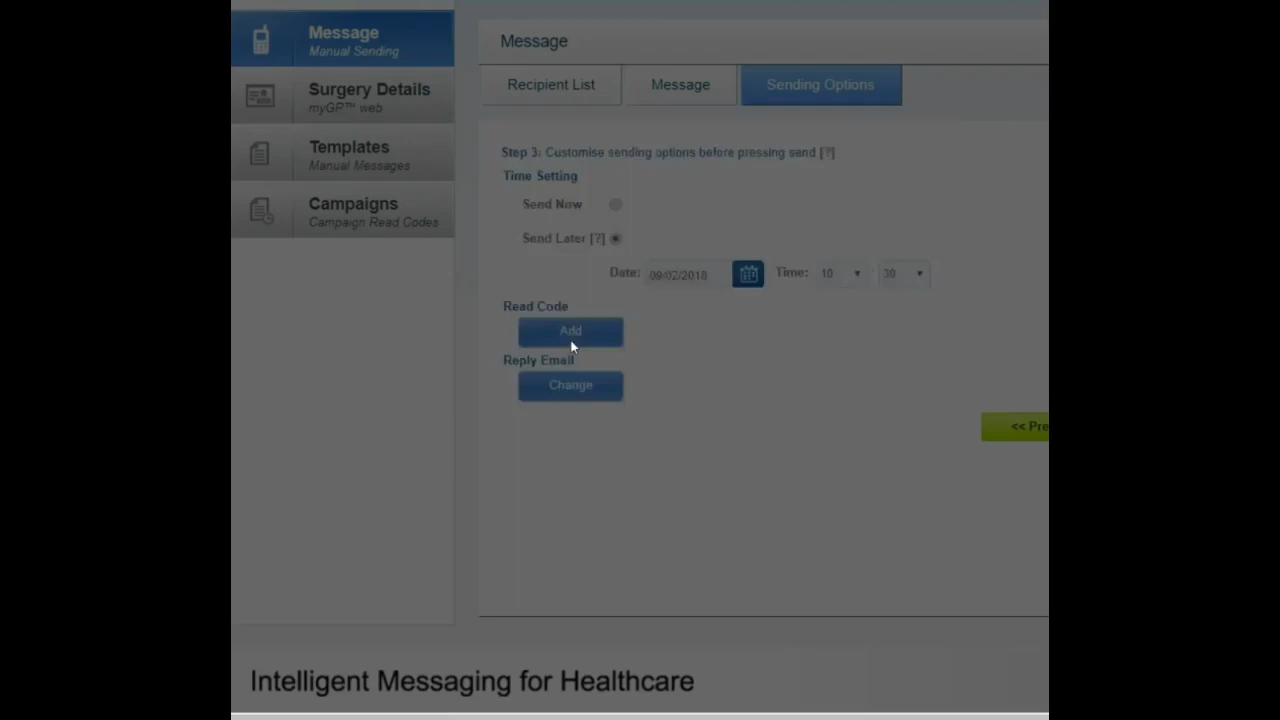 Message
Manual Sending
Surgery Details
myGP™ web
Templates
Manual Messages
Campaigns
Campaign Read Codes
Message
Recipient List
Message
Sending Options
Step 3: Customise sending options before pressing send [?]
Time Setting
Send Now
Send Later [?]
Date: 09/02/2018 Time: 10 : 30
Read Code
Add
Reply Email
Change
<< Pre
Intelligent Messaging for Healthcare